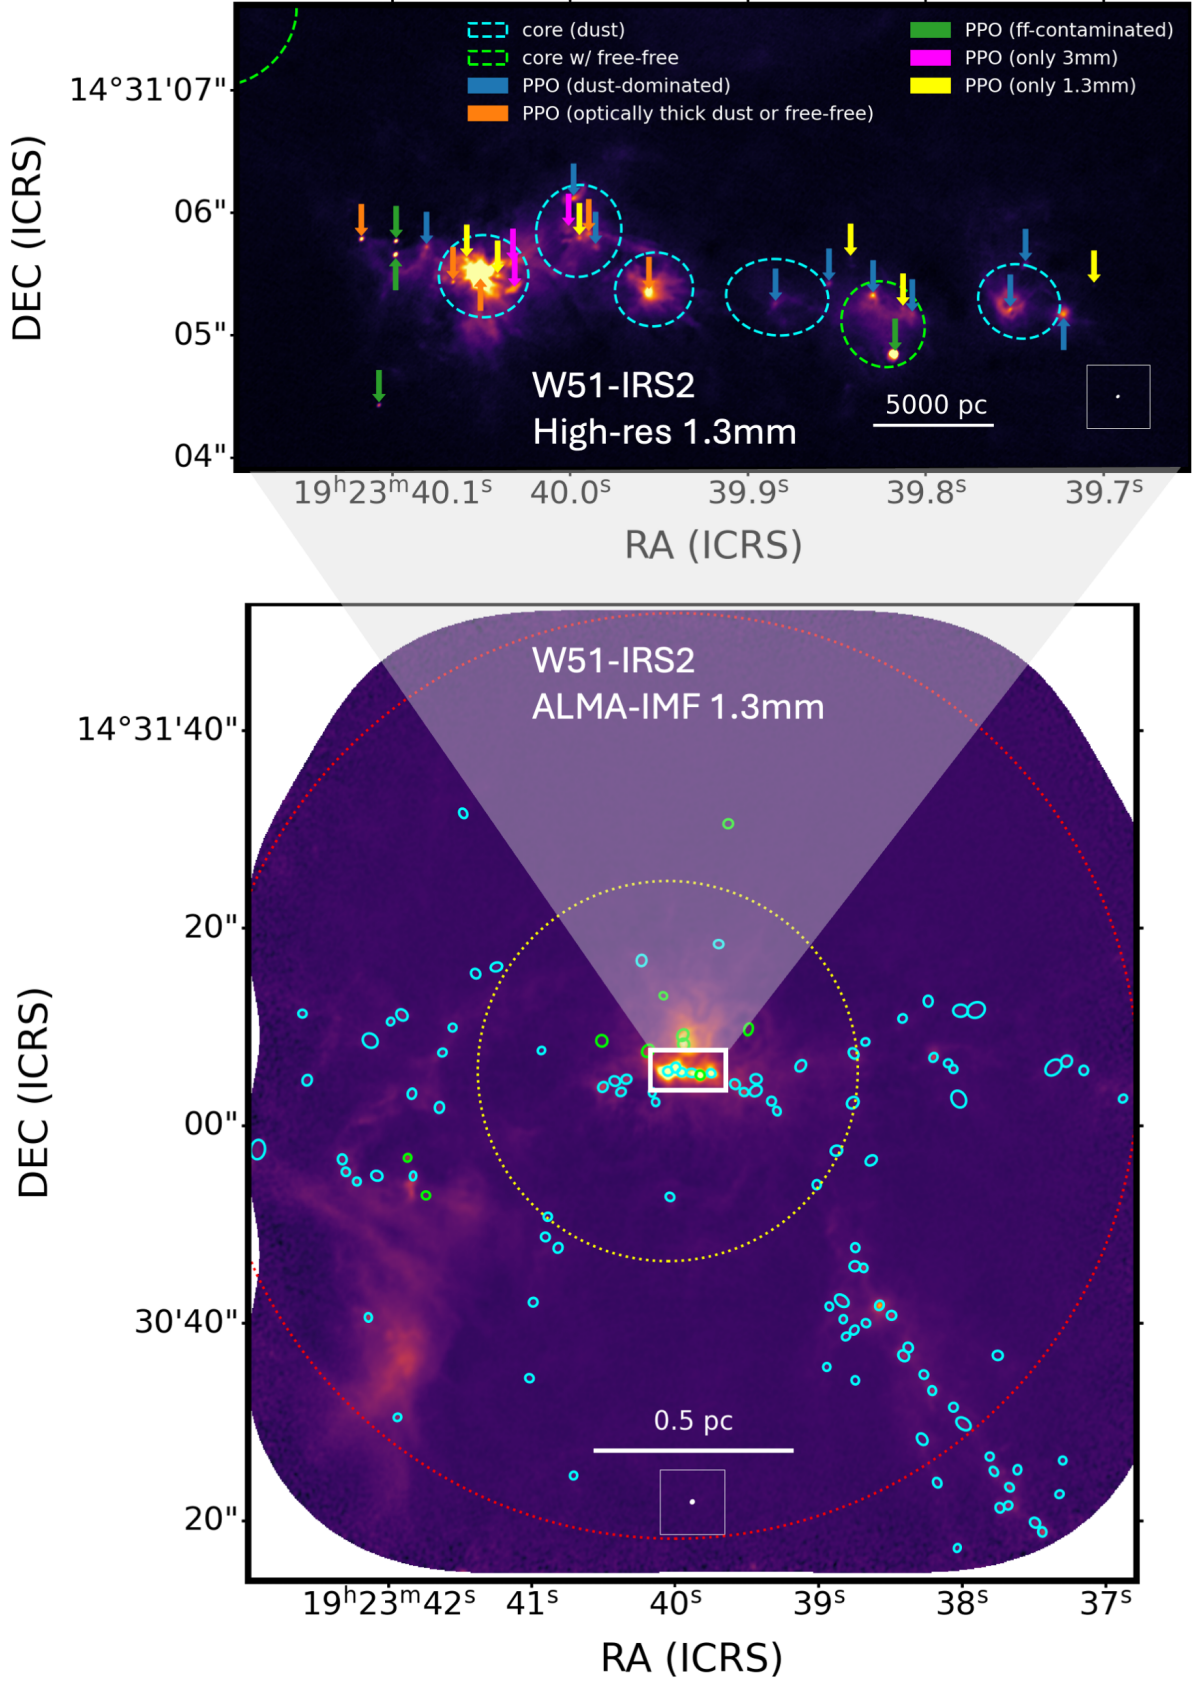 core (dust)
core w/ free-free
PPO (dust-dominated)
PPO (optically thick dust or free-free)
PPO (ff-contaminated)
PPO (only 3mm)
PPO (only 1.3mm)
14°31'07"
06"
05"
04"
DEC (ICRS)
W51-IRS2
High-res 1.3mm
5000 pc
19ʰ23ᵐ40.1ˢ
40.0ˢ
39.9ˢ
39.8ˢ
39.7ˢ
RA (ICRS)
W51-IRS2
ALMA-IMF 1.3mm
14°31'40"
20"
00"
30'40"
20"
DEC (ICRS)
0.5 pc
19ʰ23ᵐ42ˢ
41ˢ
40ˢ
39ˢ
38ˢ
37ˢ
RA (ICRS)